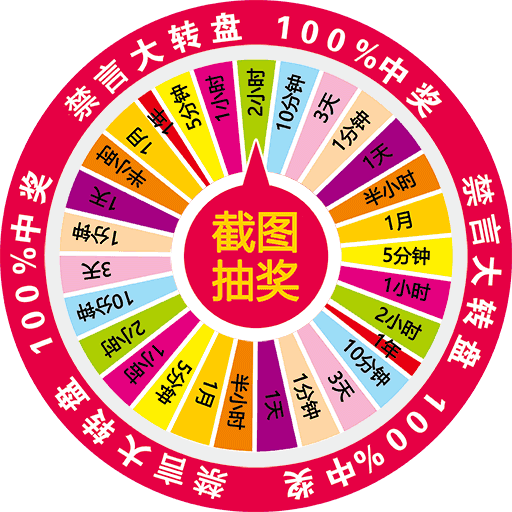 禁言大转盘
100%中奖
禁言大转盘
100%中奖
禁言大转盘
100%中奖
2小时
10分钟
3天
1分钟
1天
半小时
1月
5分钟
1小时
2小时
1年
10分钟
3天
1分钟
1天
半小时
1月
5分钟
1小时
2小时
10分钟
3天
1分钟
1天
半小时
1月
1年
5分钟
1小时
截图
抽奖